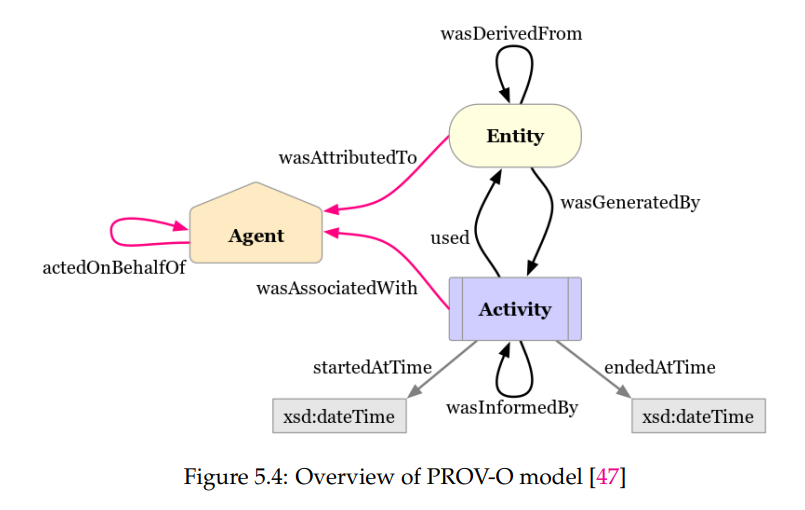 wasDerivedFrom
Entity
wasAttributedTo
wasGeneratedBy
used
Agent
actedOnBehalfOf
wasAssociatedWith
Activity
startedAtTime
endedAtTime
wasInformedBy
xsd:dateTime
xsd:dateTime
Figure 5.4: Overview of PROV-O model [47]